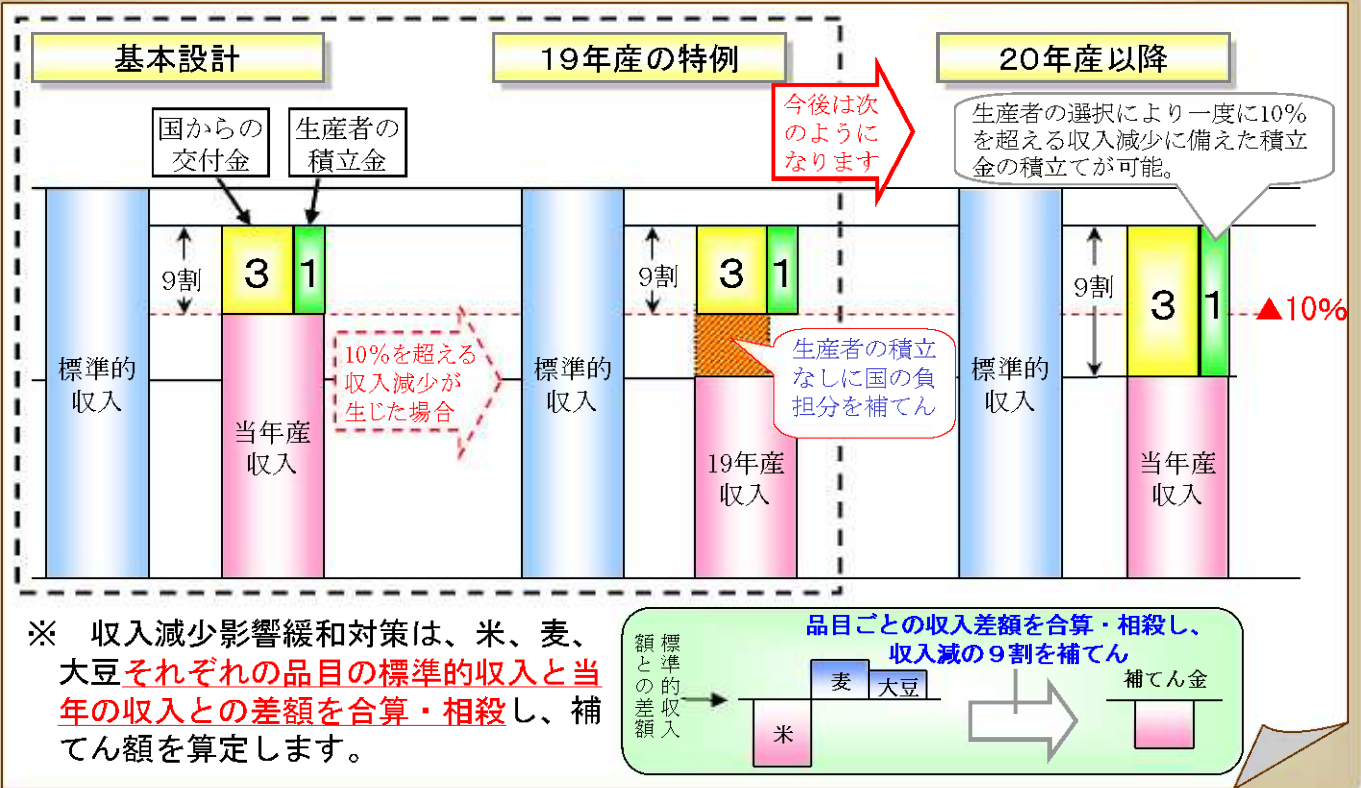 基本設計
19年産の特例
20年産以降
国からの
交付金
生産者の
積立金
今後は次
のように
なります
生産者の選択により一度に10%
を超える収入減少に備えた積立
金の積立てが可能。
標準的
収入
9割
3
1
当年産
収入
10%を超える
収入減少が
生じた場合
標準的
収入
9割
3
1
生産者の積立
なしに国の負
担分を補てん
19年産
収入
標準的
収入
9割
3
1
▲10%
当年産
収入
※ 収入減少影響緩和対策は、米、麦、
大豆それぞれの品目の標準的収入と当
年の収入との差額を合算・相殺し、補
てん額を算定します。
標準的収入
額との差額
品目ごとの収入差額を合算・相殺し、
収入減の9割を補てん
麦
大豆
米
補てん金